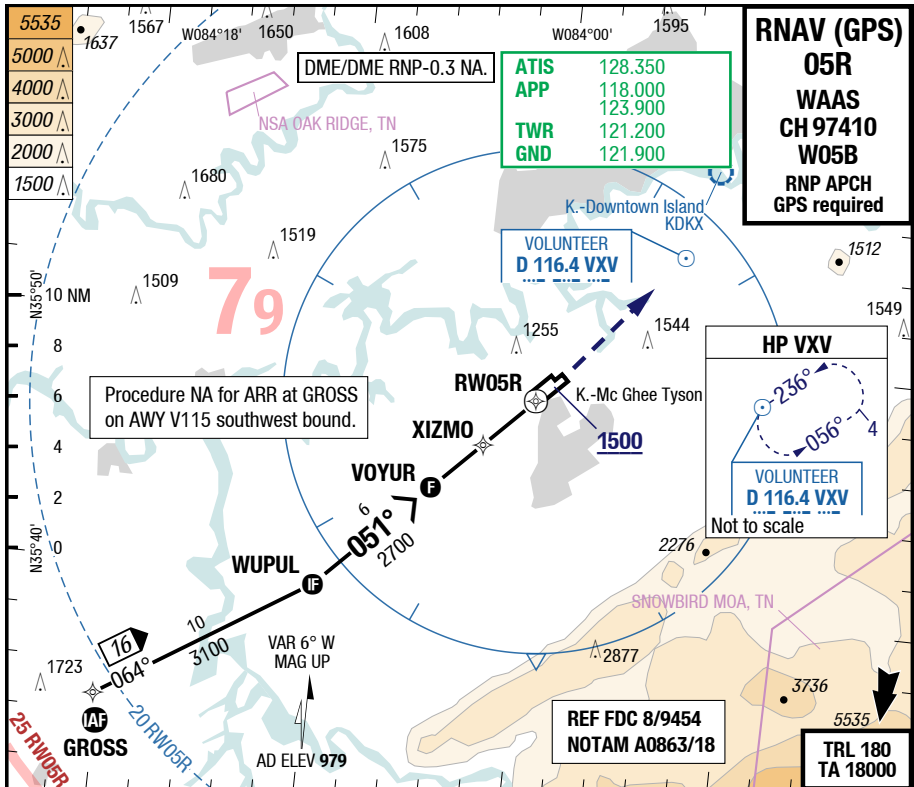 5535
5000
4000
3000
2000
1500
1637
1567
W084°18'
1650
1608
W084°00'
1595
DME/DME RNP-0.3 NA.
ATIS 128.350
APP 118.000
123.900
TWR 121.200
GND 121.900
RNAV (GPS)
05R
WAAS
CH 97410
W05B
RNP APCH
GPS required
NSA OAK RIDGE, TN
1680
1575
K.-Downtown Island
KDKX
1519
VOLUNTEER
D 116.4 VXV
1512
N35°50'
10 NM
1509
79
1255
1544
1549
8
6
4
2
0
N35°40'
Procedure NA for ARR at GROSS
on AWY V115 southwest bound.
RW05R
K.-Mc Ghee Tyson
XIZMO
1500
VOYUR
F
HP VXV
236°
056°
4
VOLUNTEER
D 116.4 VXV
Not to scale
6
051°
2700
WUPUL
IF
2276
SNOWBIRD MOA, TN
10
3100
16
064°
VAR 6° W
MAG UP
2877
1723
IAF
GROSS
25 RW05R
20 RW05R
AD ELEV 979
REF FDC 8/9454
NOTAM A0863/18
3736
5535
TRL 180
TA 18000